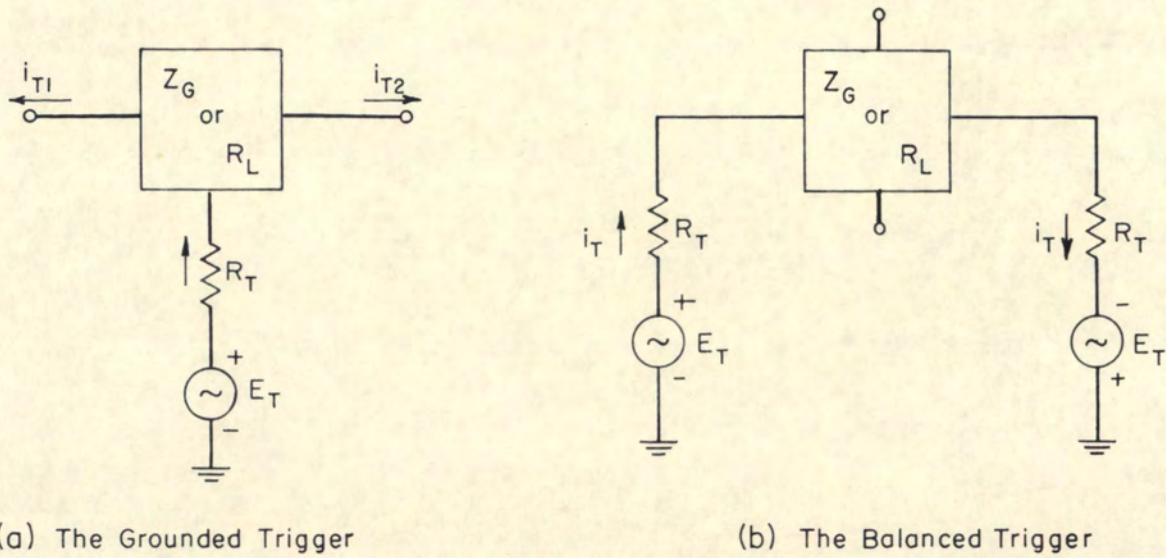 i_T1
i_T2
Z_G
or
R_L
R_T
+
~
E_T
-
(a) The Grounded Trigger
Z_G
or
R_L
i_T
R_T
i_T
R_T
+
~
E_T
-
-
~
E_T
+
(b) The Balanced Trigger